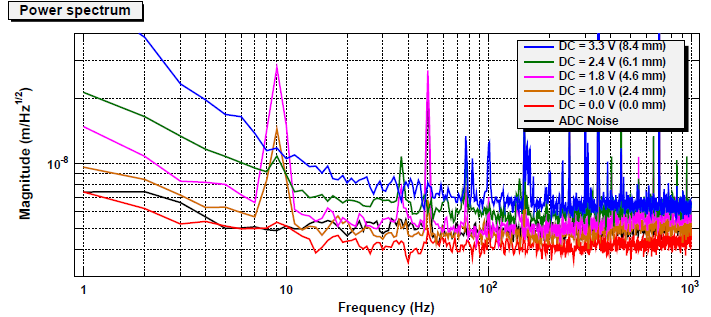 Power spectrum
Magnitude (m/Hz^1/2)
DC = 3.3 V (8.4 mm)
DC = 2.4 V (6.1 mm)
DC = 1.8 V (4.6 mm)
DC = 1.0 V (2.4 mm)
DC = 0.0 V (0.0 mm)
ADC Noise
10^-8
1 10 10^2 10^3
Frequency (Hz)